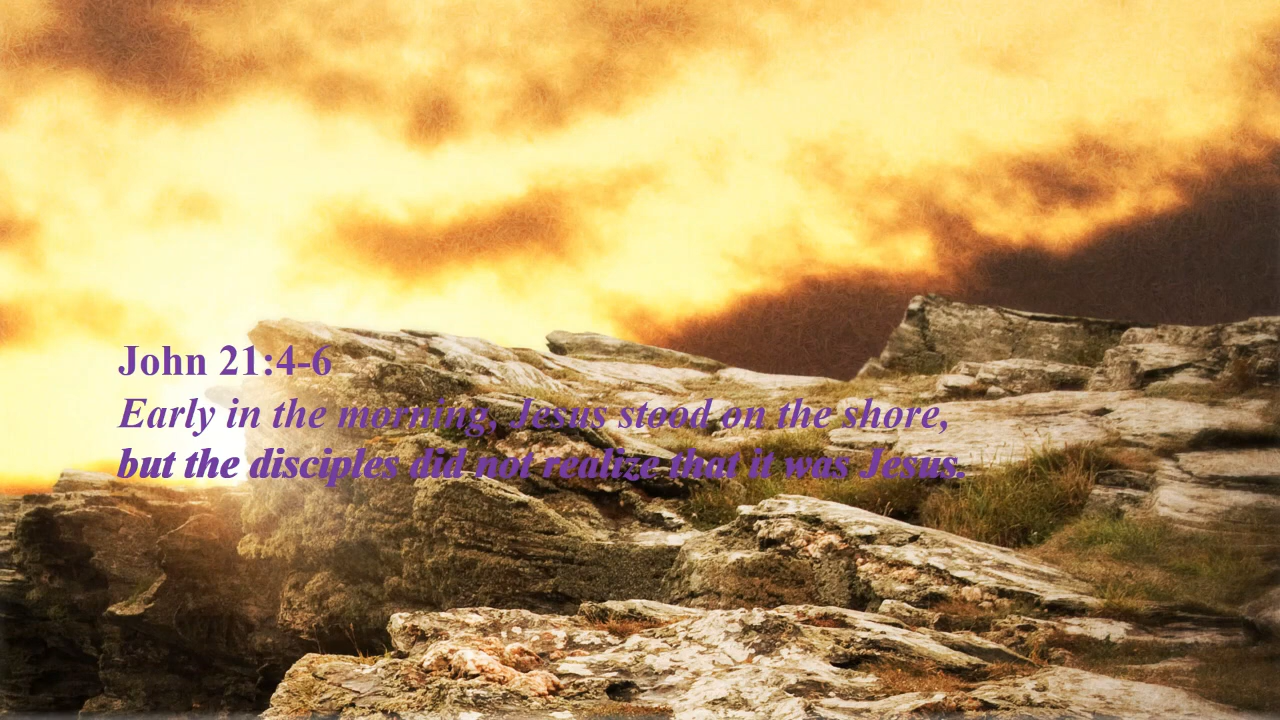 John 21:4-6
Early in the morning, Jesus stood on the shore,
but the disciples did not realize that it was Jesus.